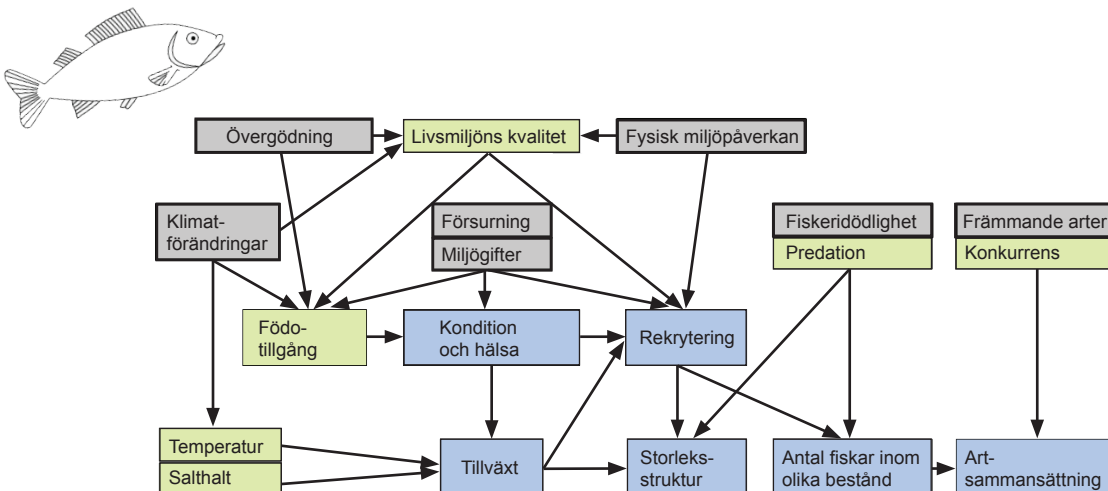 Övergödning
Livsmiljöns kvalitet
Fysisk miljöpåverkan
Klimat-
förändringar
Försurning
Miljögifter
Fiskeridödlighet
Predation
Främmande arter
Konkurrens
Födo-
tillgång
Kondition
och hälsa
Rekrytering
Temperatur
Salthalt
Tillväxt
Storleks-
struktur
Antal fiskar inom
olika bestånd
Art-
sammansättning